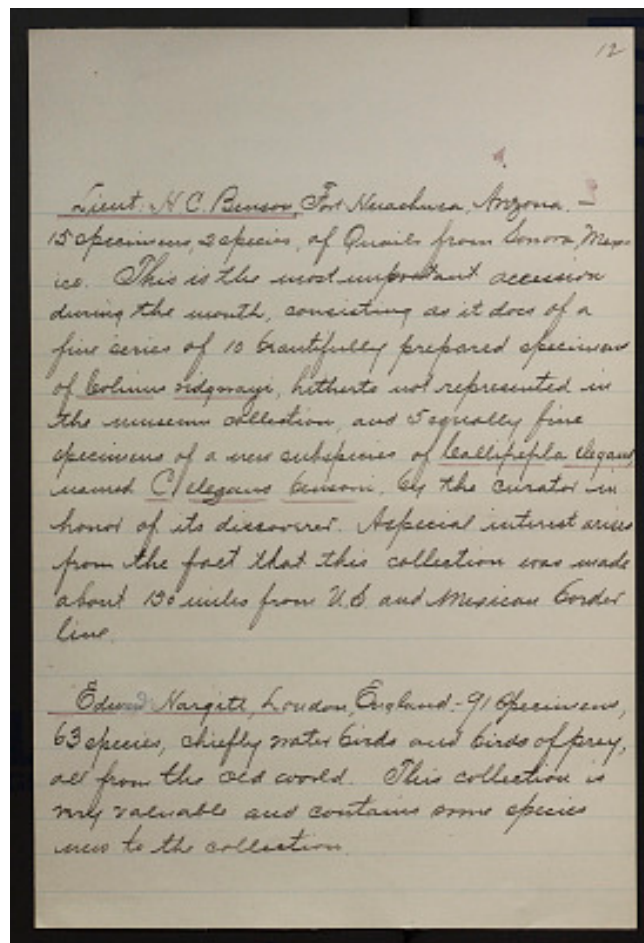 12
Lieut. H. C. Benson, Fort Huachuca, Arizona. —
15 specimens, 2 species, of Quails from Sonora, Mex-
ico. This is the most important accession
during the month, consisting as it does of a
fine series of 10 beautifully prepared specimens
of Colinus ridgwayi, hitherto not represented in
the museum collection, and 5 equally fine
specimens of a new subspecies of Callipepla elegans,
named C. elegans bensoni, by the curator in
honor of its discoverer. A special interest arises
from the fact that this collection was made
about 130 miles from U.S. and Mexican border
line.
Edward Hargitt, London, England. - 91 specimens,
63 species, chiefly water birds and birds of prey,
all from the old world. This collection is
very valuable and contains some species
new to the collection.